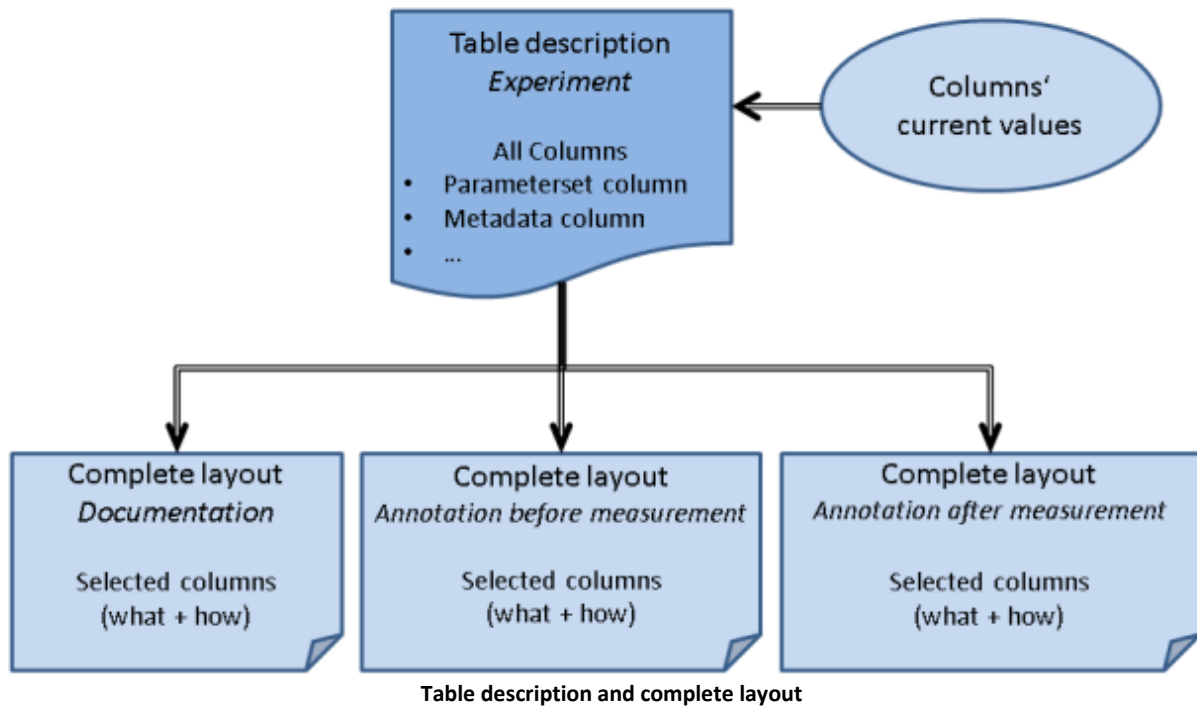 Table description
Experiment
All Columns
• Parameterset column
• Metadada column
• ...
Columns‘
current values
Complete layout
Documentation
Selected columns
(what + how)
Complete layout
Annotation before measurement
Selected columns
(what + how)
Complete layout
Annotation after measurement
Selected columns
(what + how)
Table description and complete layout